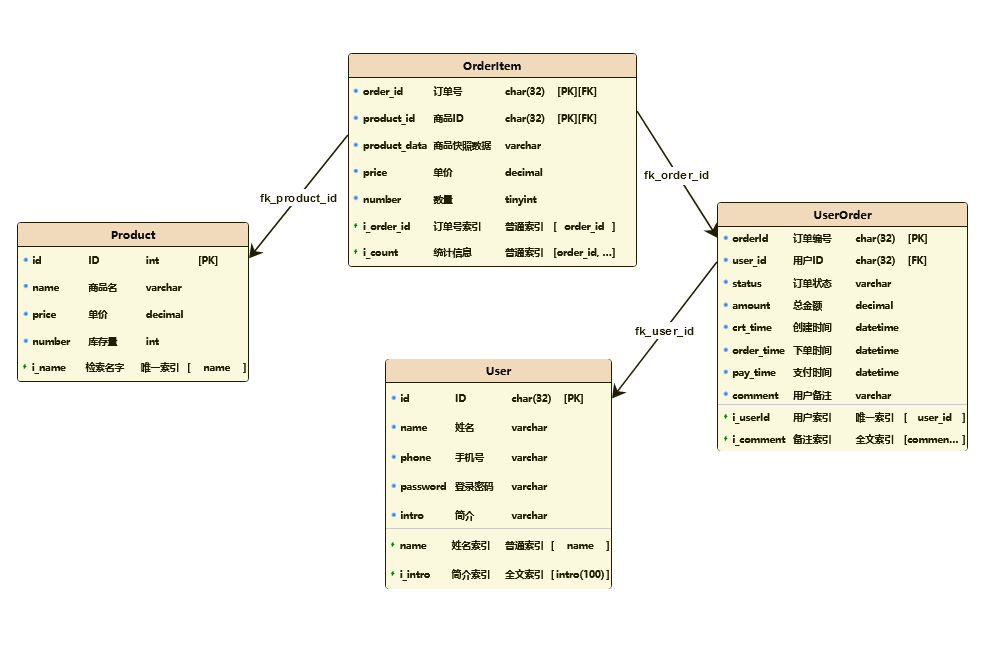 OrderItem
order_id 订单号 char(32) [PK][FK]
product_id 商品ID char(32) [PK][FK]
product_data 商品快照数据 varchar
price 单价 decimal
number 数量 tinyint
i_order_id 订单号索引 普通索引 [ order_id ]
i_count 统计信息 普通索引 [order_id, ...]
fk_product_id
fk_order_id
Product
id ID int [PK]
name 商品名 varchar
price 单价 decimal
number 库存量 int
i_name 检索名字 唯一索引 [ name ]
UserOrder
orderId 订单编号 char(32) [PK]
user_id 用户ID char(32) [FK]
status 订单状态 varchar
amount 总金额 decimal
crt_time 创建时间 datetime
order_time 下单时间 datetime
pay_time 支付时间 datetime
comment 用户备注 varchar
i_userId 用户索引 唯一索引 [ user_id ]
i_comment 备注索引 全文索引 [commen... ]
fk_user_id
User
id ID char(32) [PK]
name 姓名 varchar
phone 手机号 varchar
password 登录密码 varchar
intro 简介 varchar
name 姓名索引 普通索引 [ name ]
i_intro 简介索引 全文索引 [intro(100)]